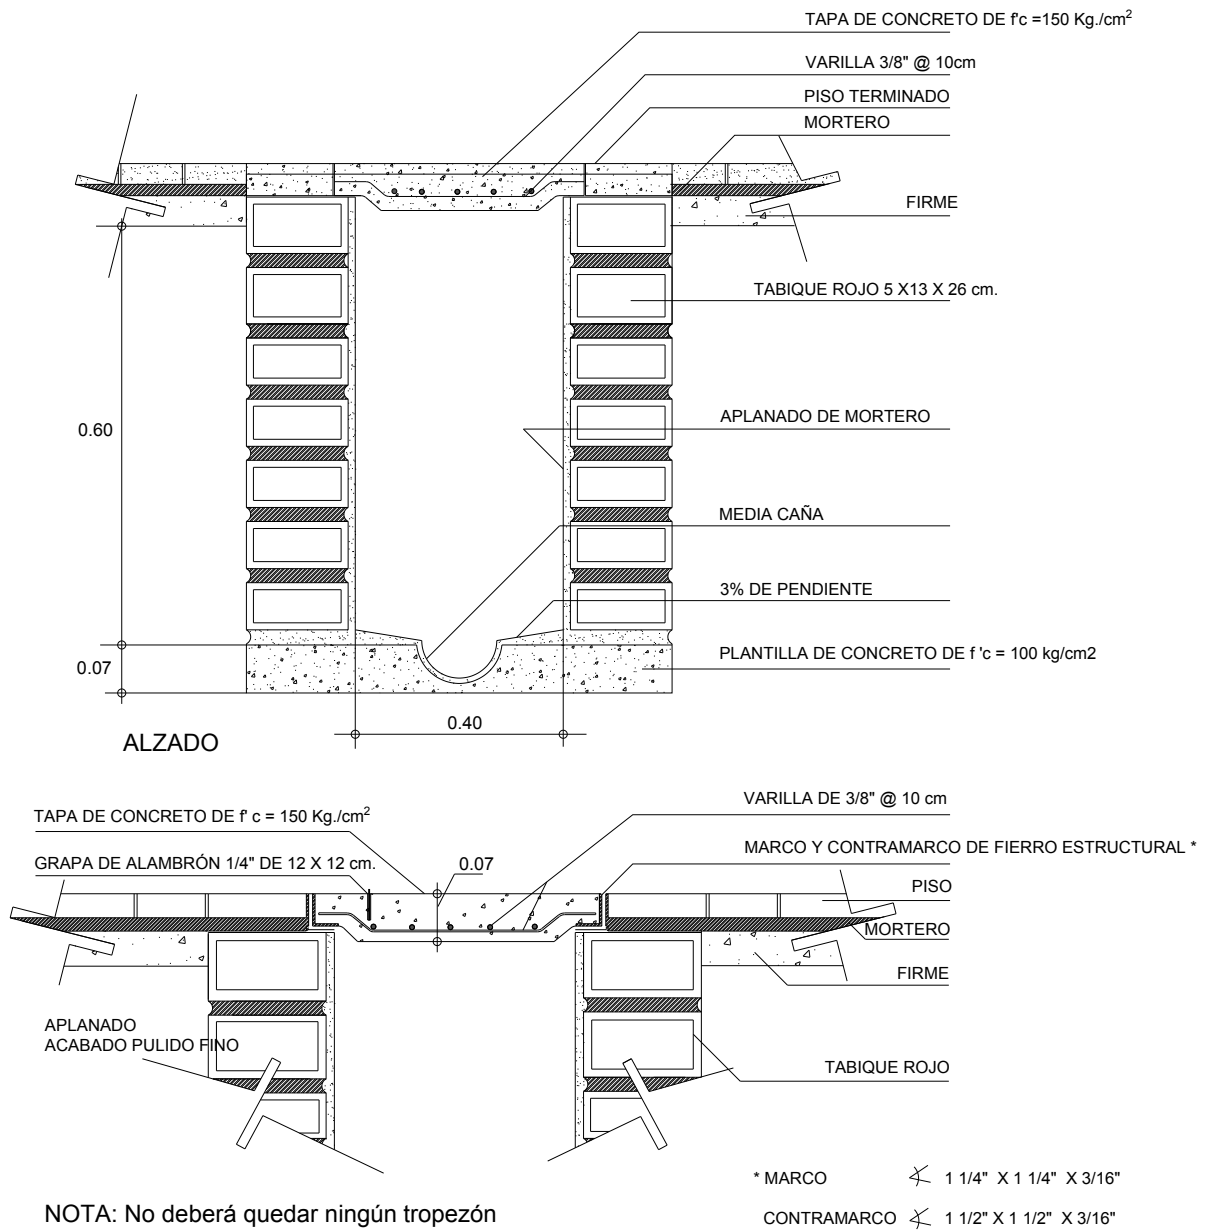 TAPA DE CONCRETO DE f'c =150 Kg./cm²
VARILLA 3/8" @ 10cm
PISO TERMINADO
MORTERO
FIRME
TABIQUE ROJO 5 X13 X 26 cm.
0.60
APLANADO DE MORTERO
MEDIA CAÑA
3% DE PENDIENTE
PLANTILLA DE CONCRETO DE f 'c = 100 kg/cm2
0.07
0.40
ALZADO
TAPA DE CONCRETO DE f' c = 150 Kg./cm²
VARILLA DE 3/8" @ 10 cm
GRAPA DE ALAMBRÓN 1/4" DE 12 X 12 cm.
0.07
MARCO Y CONTRAMARCO DE FIERRO ESTRUCTURAL *
PISO
MORTERO
FIRME
APLANADO
ACABADO PULIDO FINO
TABIQUE ROJO
* MARCO 1 1/4" X 1 1/4" X 3/16"
CONTRAMARCO 1 1/2" X 1 1/2" X 3/16"
NOTA: No deberá quedar ningún tropezón